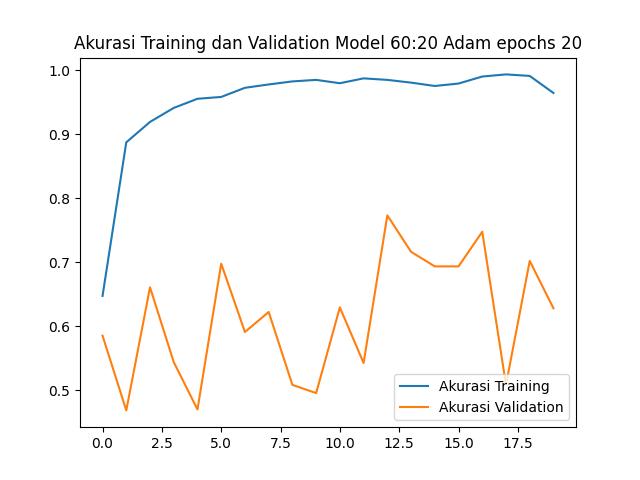 Akurasi Training dan Validation Model 60:20 Adam epochs 20
1.0
0.9
0.8
0.7
0.6
0.5
Akurasi Training
Akurasi Validation
0.0 2.5 5.0 7.5 10.0 12.5 15.0 17.5